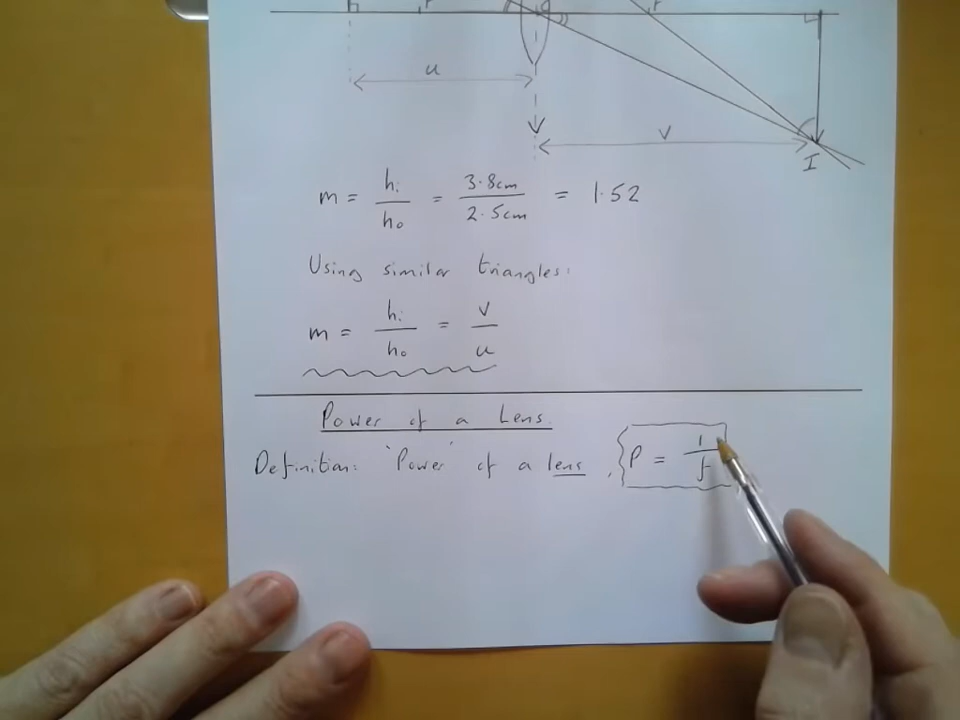 h F F
u
v
I
m = hi/ho = 3.8cm/2.5cm = 1.52
Using similar triangles:
m = hi/ho = v/u
Power of a Lens
Definition: 'Power' of a lens, P = 1/f